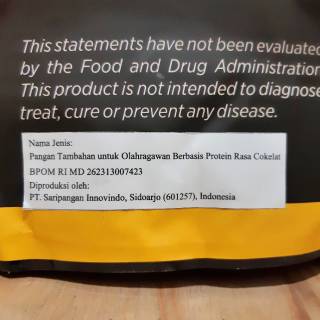 This statements have not been evaluated
by the Food and Drug Administration
This product is not intended to diagnose
treat, cure or prevent any disease.
Nama Jenis:
Pangan Tambahan untuk Olahragawan Berbasis Protein Rasa Cokelat
BPOM RI MD 262313007423
Diproduksi oleh:
PT. Saripangan Innovindo, Sidoarjo (601257), Indonesia